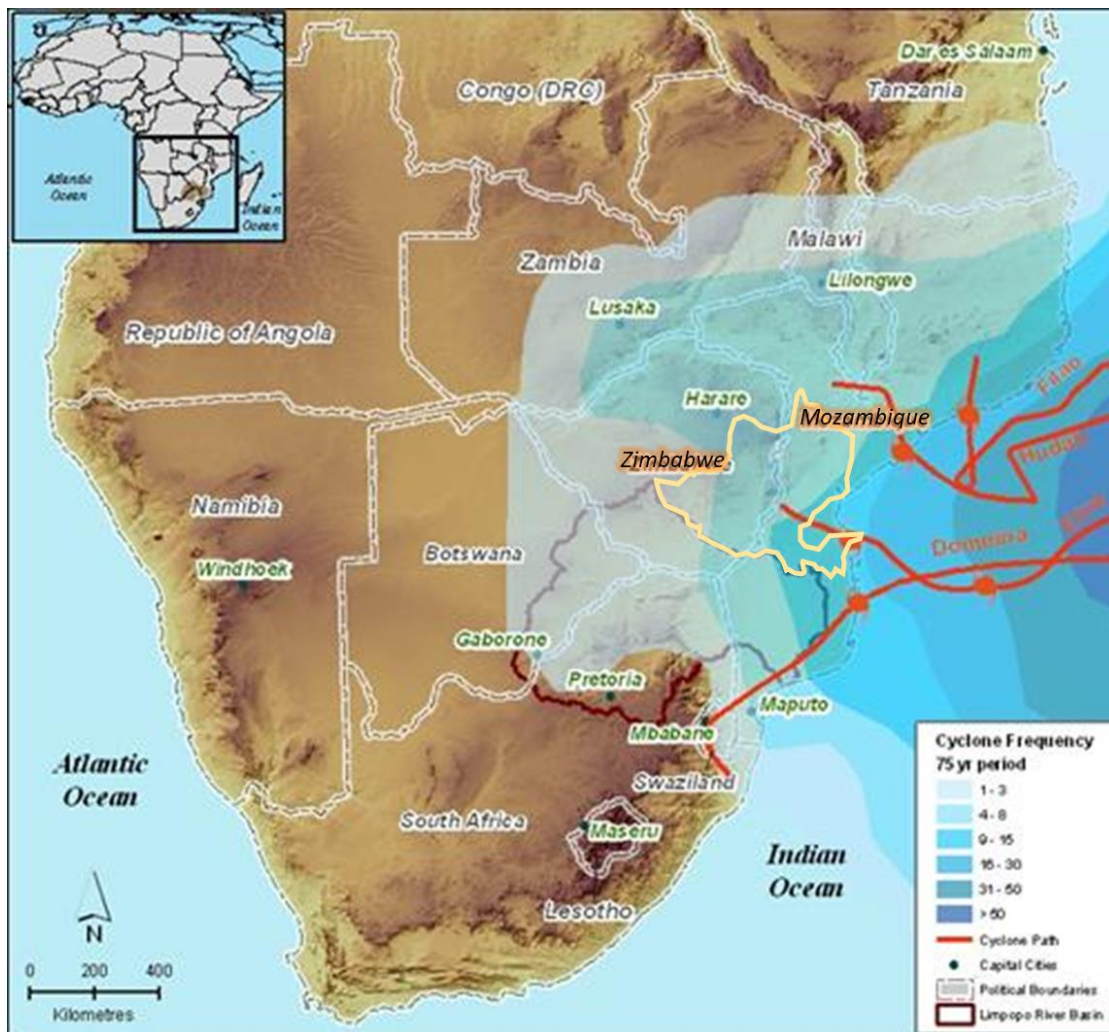 Atlantic
Ocean
Indian
Ocean
Dar es Salaam
Congo (DRC)
Tanzania
Malawi
Zambia
Lilongwe
Lusaka
Republic of Angola
Filao
Harare
Mozambique
Hudah
Zimbabwe
Namibia
Botswana
Domoina
Windhoek
Gaborone
Pretoria
Maputo
Mbabane
Swaziland
Atlantic
Ocean
South Africa
Maseru
Indian
Ocean
Lesotho
N
0 200 400
Kilometres
Cyclone Frequency
75 yr period
1 - 3
4 - 8
9 - 15
16 - 30
31 - 50
> 50
Cyclone Path
Capital Cities
Political Boundaries
Limpopo River Basin